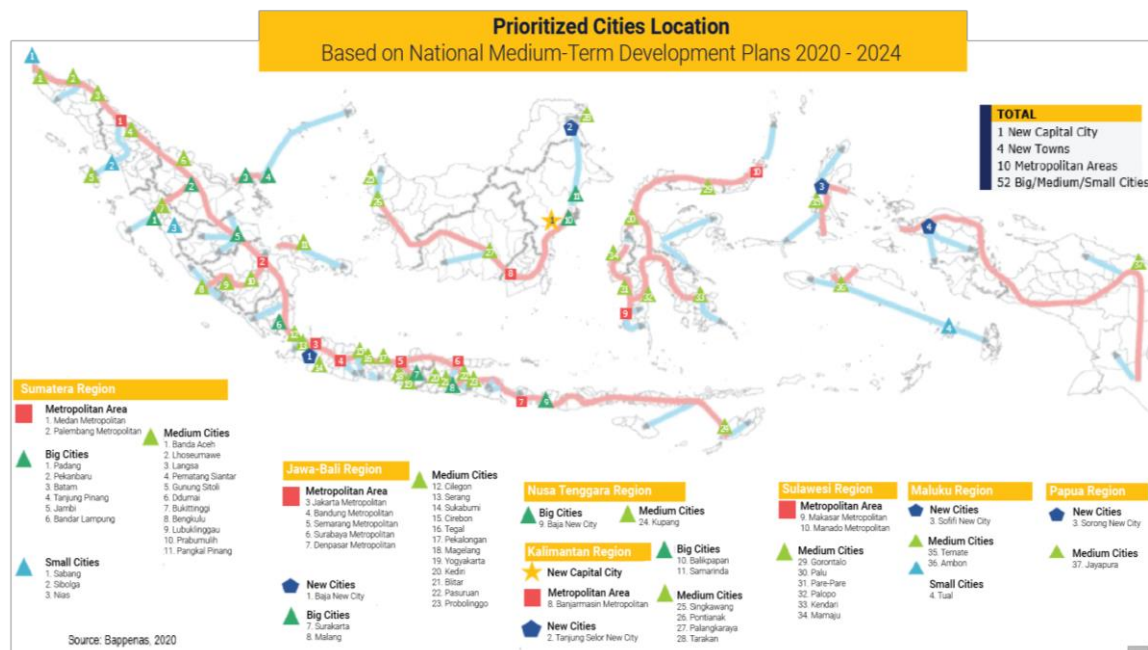 Prioritized Cities Location
Based on National Medium-Term Development Plans 2020 - 2024
TOTAL
1 New Capital City
4 New Towns
10 Metropolitan Areas
52 Big/Medium/Small Cities
Sumatera Region
Metropolitan Area
1. Medan Metropolitan
2. Palembang Metropolitan
Big Cities
1. Padang
2. Pekanbaru
3. Batam
4. Tanjung Pinang
5. Jambi
6. Bandar Lampung
Small Cities
1. Sabang
2. Sibolga
3. Nias
Medium Cities
1. Banda Aceh
2. Lhoseumawe
3. Langsa
4. Pematang Siantar
5. Gunung Sitoli
6. Ddumai
7. Bukittinggi
8. Bengkulu
9. Lubuklinggau
10. Prabumulih
11. Pangkal Pinang
Jawa-Bali Region
Metropolitan Area
3 Jakarta Metropolitan
4. Bandung Metropolitan
5. Semarang Metropolitan
6. Surabaya Metropolitan
7. Denpasar Metropolitan
New Cities
1. Baja New City
Big Cities
7. Surakarta
8. Malang
Medium Cities
12. Cilegon
13. Serang
14. Sukabumi
15. Cirebon
16. Tegal
17. Pekalongan
18. Magelang
19. Yogyakarta
20. Kediri
21. Blitar
22. Pasuruan
23. Probolinggo
Nusa Tenggara Region
Big Cities
9. Baja New City
Medium Cities
24. Kupang
Kalimantan Region
New Capital City
Metropolitan Area
8. Banjarmasin Metropolitan
New Cities
2. Tanjung Selor New City
Big Cities
10. Balikpapan
11. Samarinda
Medium Cities
25. Singkawang
26. Pontianak
27. Palangkaraya
28. Tarakan
Sulawesi Region
Metropolitan Area
9. Makasar Metropolitan
10. Manado Metropolitan
Medium Cities
29. Gorontalo
30. Palu
31. Pare-Pare
32. Palopo
33. Kendari
34. Mamaju
Maluku Region
New Cities
3. Sofifi New City
Medium Cities
35. Ternate
36. Ambon
Small Cities
4. Tual
Papua Region
New Cities
3. Sorong New City
Medium Cities
37. Jayapura
Source: Bappenas, 2020